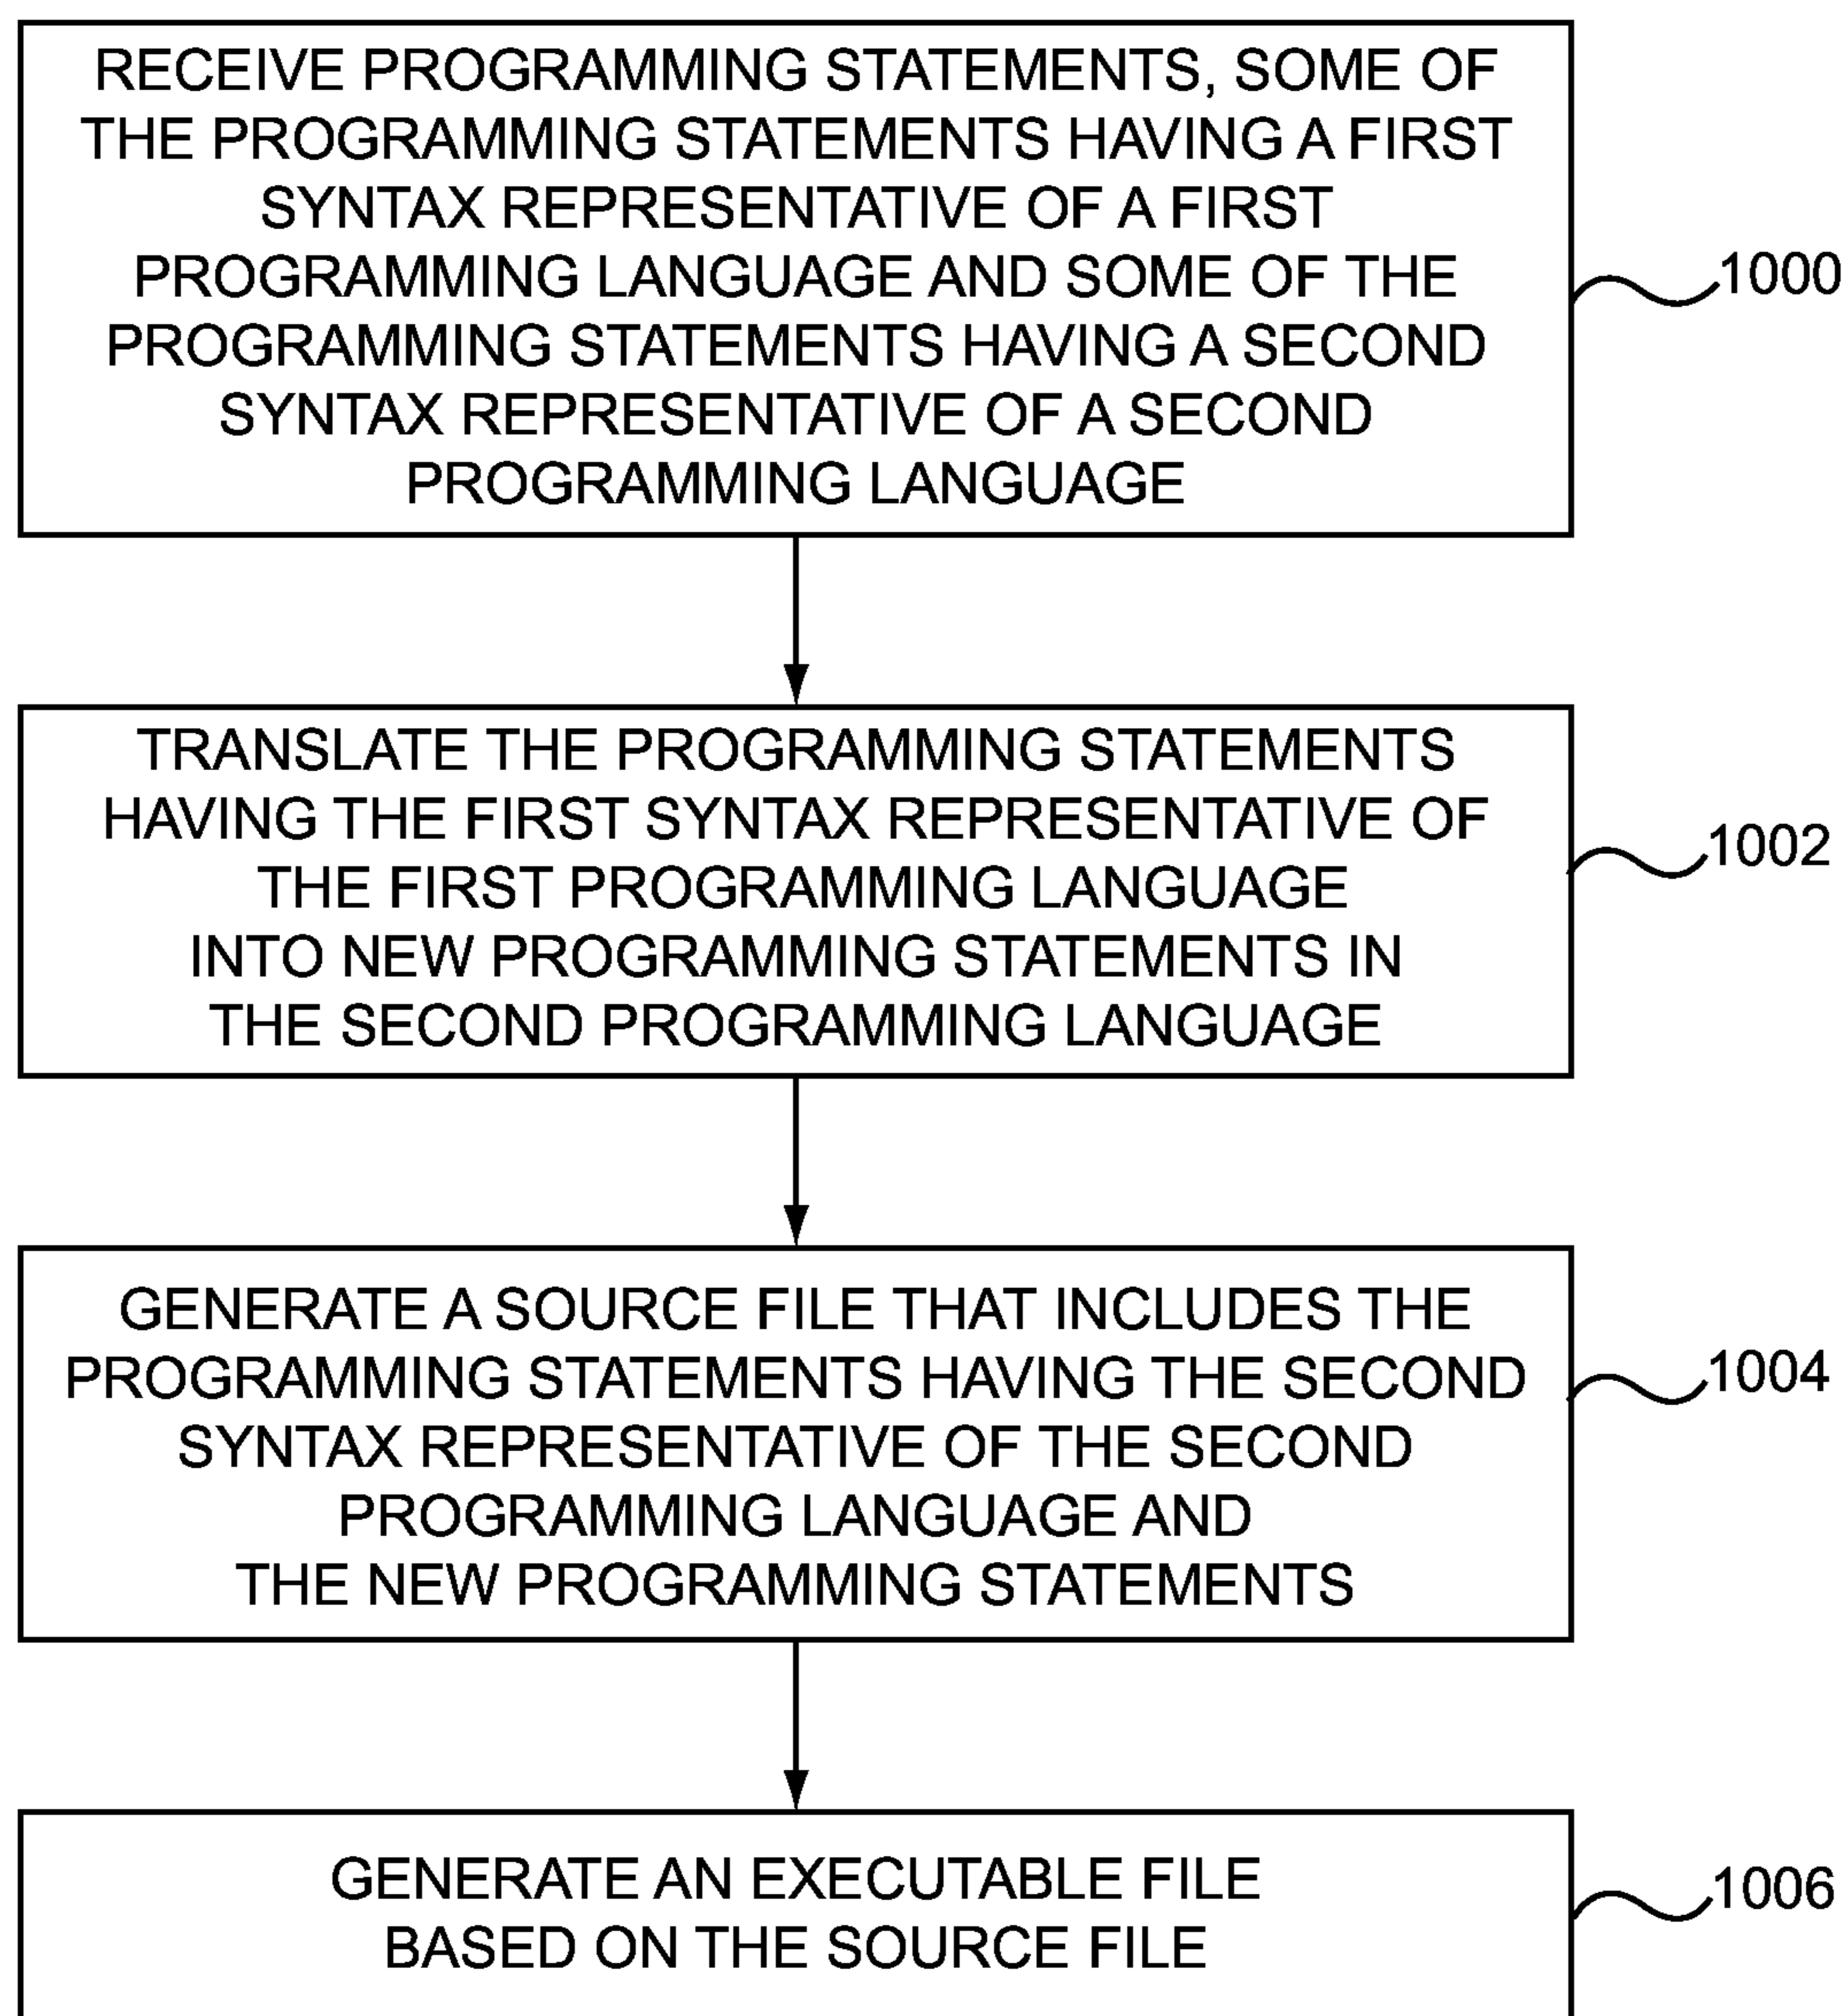 RECEIVE PROGRAMMING STATEMENTS, SOME OF
THE PROGRAMMING STATEMENTS HAVING A FIRST
SYNTAX REPRESENTATIVE OF A FIRST
PROGRAMMING LANGUAGE AND SOME OF THE
PROGRAMMING STATEMENTS HAVING A SECOND
SYNTAX REPRESENTATIVE OF A SECOND
PROGRAMMING LANGUAGE
1000
TRANSLATE THE PROGRAMMING STATEMENTS
HAVING THE FIRST SYNTAX REPRESENTATIVE OF
THE FIRST PROGRAMMING LANGUAGE
INTO NEW PROGRAMMING STATEMENTS IN
THE SECOND PROGRAMMING LANGUAGE
1002
GENERATE A SOURCE FILE THAT INCLUDES THE
PROGRAMMING STATEMENTS HAVING THE SECOND
SYNTAX REPRESENTATIVE OF THE SECOND
PROGRAMMING LANGUAGE AND
THE NEW PROGRAMMING STATEMENTS
1004
GENERATE AN EXECUTABLE FILE
BASED ON THE SOURCE FILE
1006